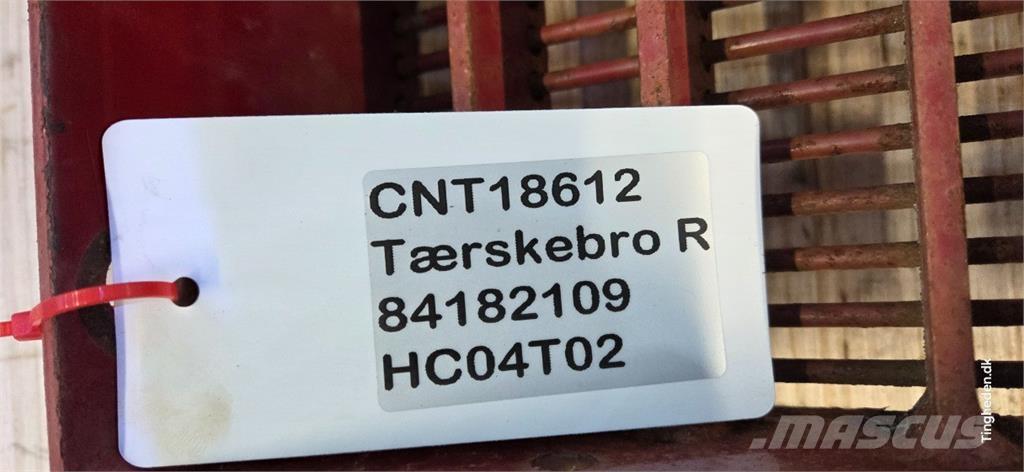 CNT18612
Tærskebro R
84182109
HC04T02
Tingheden.dk
MASCUS